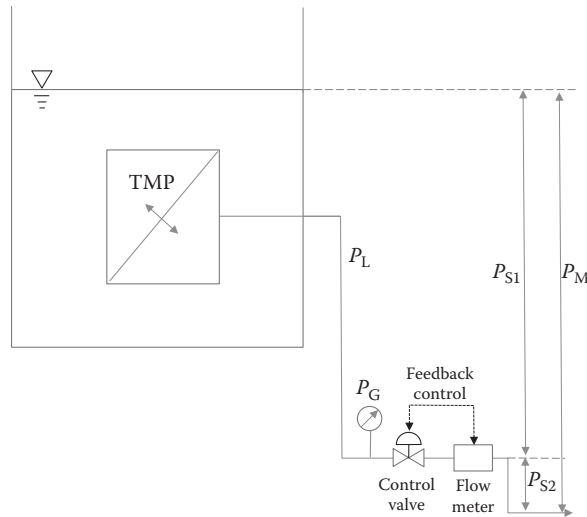 TMP
P_L
P_S1
P_M
P_G
Feedback
control
P_S2
Control
valve
Flow
meter